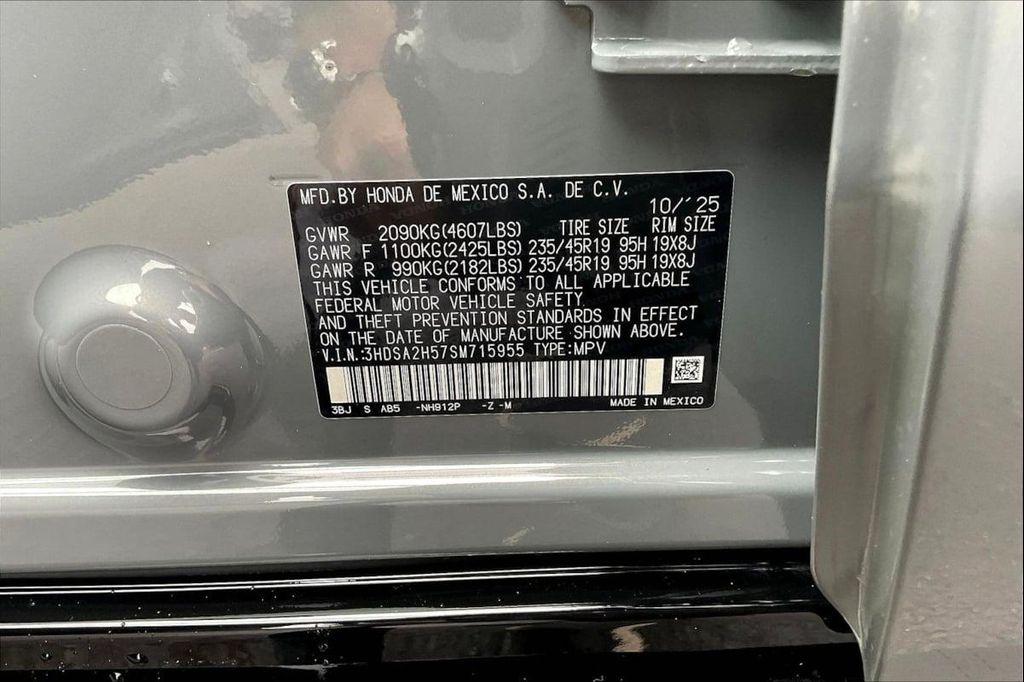 MFD.BY HONDA DE MEXICO S.A. DE C.V.
10/'25
GVWR 2090KG(4607LBS) TIRE SIZE RIM SIZE
GAWR F 1100KG(2425LBS) 235/45R19 95H 19X8J
GAWR R 990KG(2182LBS) 235/45R19 95H 19X8J
THIS VEHICLE CONFORMS TO ALL APPLICABLE
FEDERAL MOTOR VEHICLE SAFETY
AND THEFT PREVENTION STANDARDS IN EFFECT
ON THE DATE OF MANUFACTURE SHOWN ABOVE.
V.I.N.:3HDSA2H57SM715955 TYPE:MPV
3BJ S AB5 -NH912P -Z -M MADE IN MEXICO